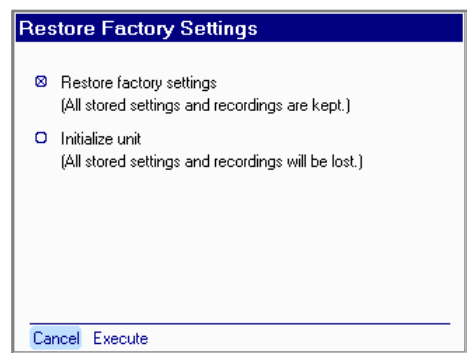 Restore Factory Settings
Restore factory settings
(All stored settings and recordings are kept.)
Initialize unit
(All stored settings and recordings will be lost.)
Cancel Execute